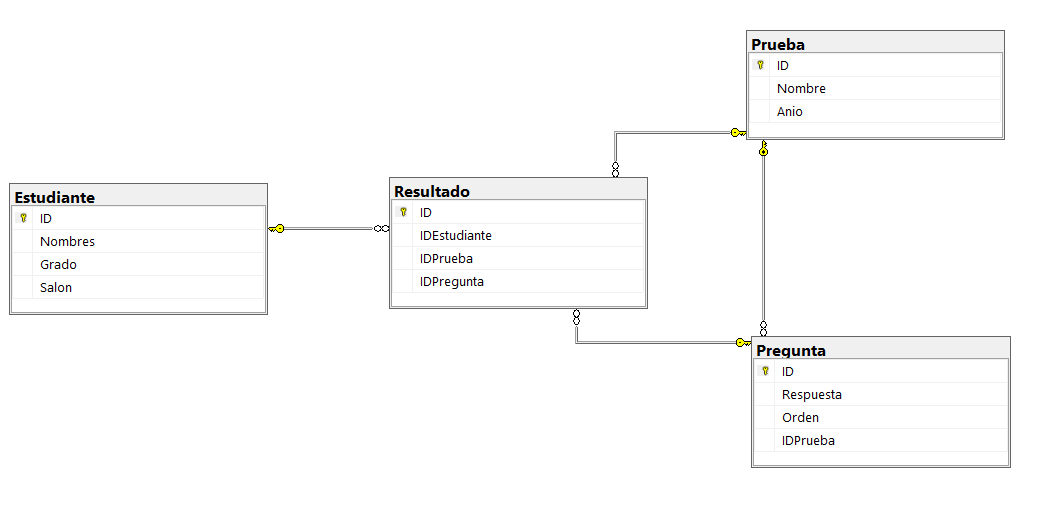 Prueba
ID
Nombre
Anio
Estudiante
ID
Nombres
Grado
Salon
Resultado
ID
IDEstudiante
IDPrueba
IDPregunta
Pregunta
ID
Respuesta
Orden
IDPrueba